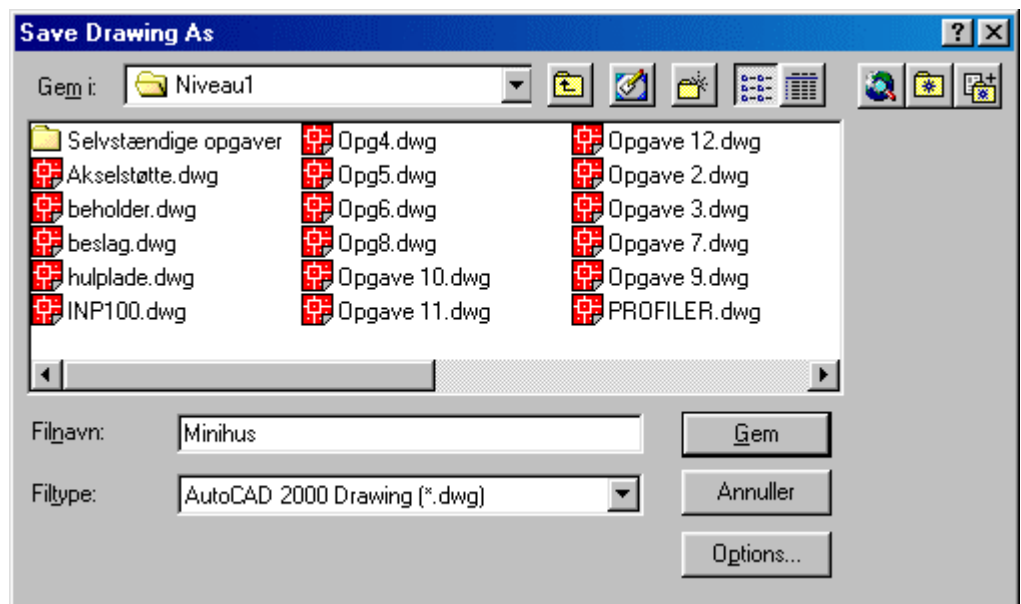 Save Drawing As
Gem i: Niveau1
Selvstændige opgaver
Akselstøtte.dwg
beholder.dwg
beslag.dwg
hulplade.dwg
INP100.dwg
Opg4.dwg
Opg5.dwg
Opg6.dwg
Opg8.dwg
Opgave 10.dwg
Opgave 11.dwg
Opgave 12.dwg
Opgave 2.dwg
Opgave 3.dwg
Opgave 7.dwg
Opgave 9.dwg
PROFILER.dwg
Filnavn: Minihus
Gem
Filtype: AutoCAD 2000 Drawing (*.dwg)
Annuller
Options...